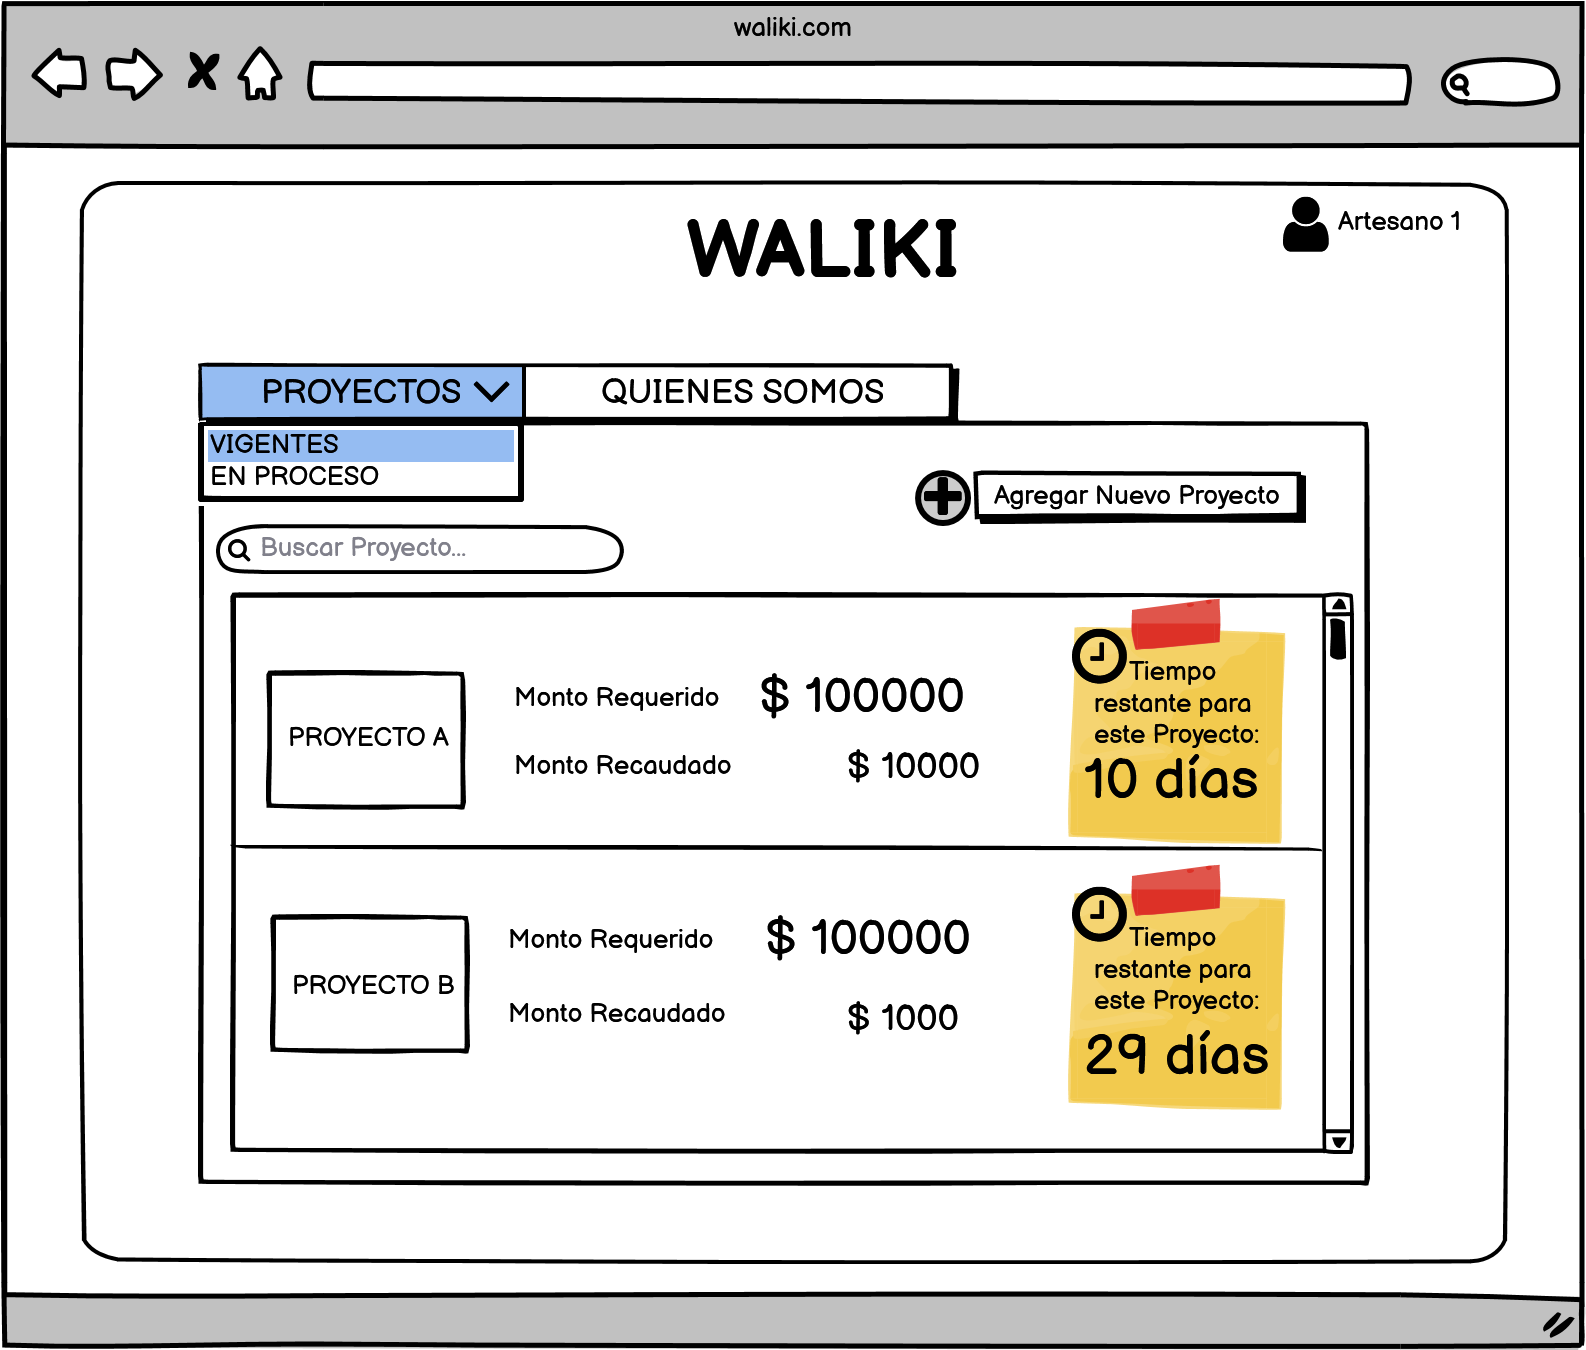 waliki.com
WALIKI
Artesano 1
PROYECTOS
QUIENES SOMOS
VIGENTES
EN PROCESO
Agregar Nuevo Proyecto
Buscar Proyecto...
PROYECTO A
Monto Requerido
$ 100000
Monto Recaudado
$ 10000
Tiempo
restante para
este Proyecto:
10 días
PROYECTO B
Monto Requerido
$ 100000
Monto Recaudado
$ 1000
Tiempo
restante para
este Proyecto:
29 días